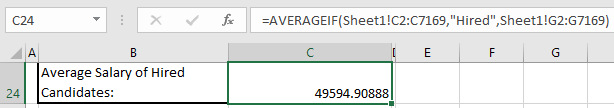 C24 fx =AVERAGEIF(Sheet1!C2:C7169,"Hired",Sheet1!G2:G7169)
A B C D E F G
Average Salary of Hired
24 Candidates: 49594.90888